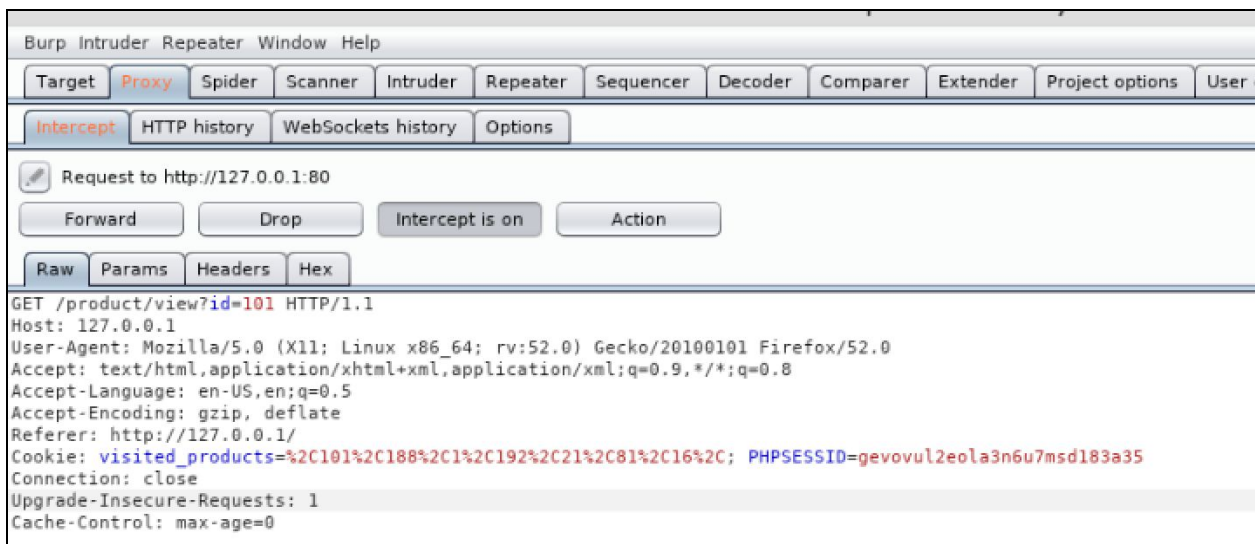 Burp Intruder Repeater Window Help
Target Proxy Spider Scanner Intruder Repeater Sequencer Decoder Comparer Extender Project options User
Intercept HTTP history WebSockets history Options
Request to http://127.0.0.1:80
Forward Drop Intercept is on Action
Raw Params Headers Hex
GET /product/view?id=101 HTTP/1.1
Host: 127.0.0.1
User-Agent: Mozilla/5.0 (X11; Linux x86_64; rv:52.0) Gecko/20100101 Firefox/52.0
Accept: text/html,application/xhtml+xml,application/xml;q=0.9,*/*;q=0.8
Accept-Language: en-US,en;q=0.5
Accept-Encoding: gzip, deflate
Referer: http://127.0.0.1/
Cookie: visited_products=%2C101%2C188%2C1%2C192%2C21%2C81%2C16%2C; PHPSESSID=gevovul2eola3n6u7msd183a35
Connection: close
Upgrade-Insecure-Requests: 1
Cache-Control: max-age=0